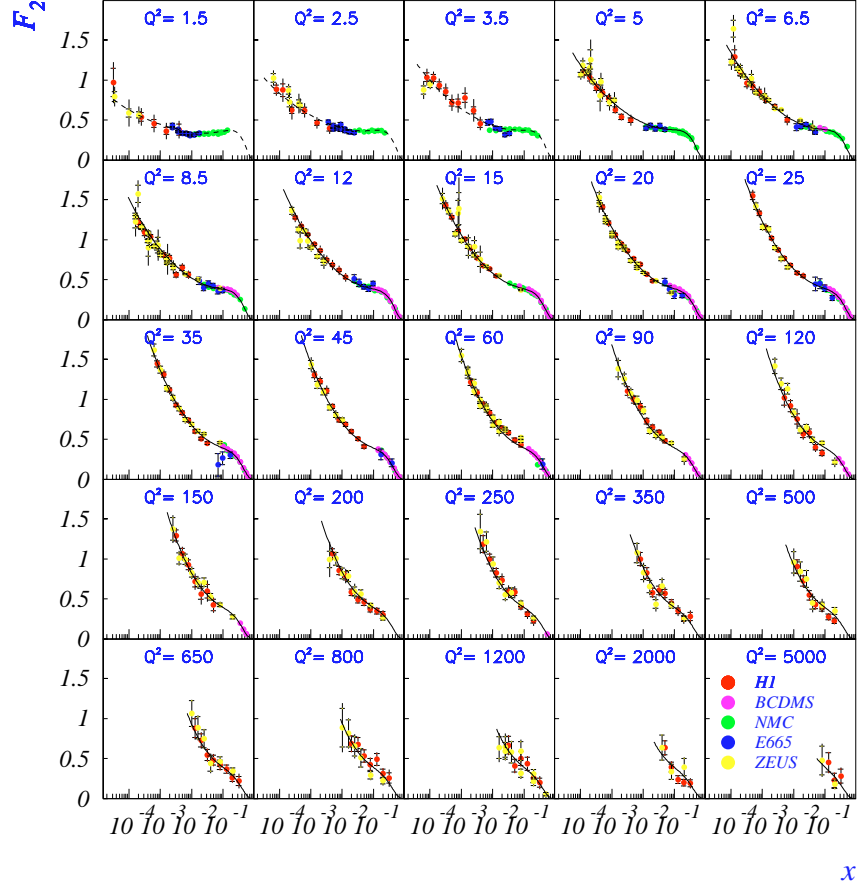 F₂
Q²= 1.5 Q²= 2.5 Q²= 3.5 Q²= 5 Q²= 6.5
1.5
1
0.5
0
Q²= 8.5 Q²= 12 Q²= 15 Q²= 20 Q²= 25
1.5
1
0.5
0
Q²= 35 Q²= 45 Q²= 60 Q²= 90 Q²= 120
1.5
1
0.5
0
Q²= 150 Q²= 200 Q²= 250 Q²= 350 Q²= 500
1.5
1
0.5
0
Q²= 650 Q²= 800 Q²= 1200 Q²= 2000 Q²= 5000
1.5
1
0.5
0
H1
BCDMS
NMC
E665
ZEUS
10⁻⁴ 10⁻³ 10⁻² 10⁻¹ 10⁻⁴ 10⁻³ 10⁻² 10⁻¹ 10⁻⁴ 10⁻³ 10⁻² 10⁻¹ 10⁻⁴ 10⁻³ 10⁻² 10⁻¹ 10⁻⁴ 10⁻³ 10⁻² 10⁻¹
x